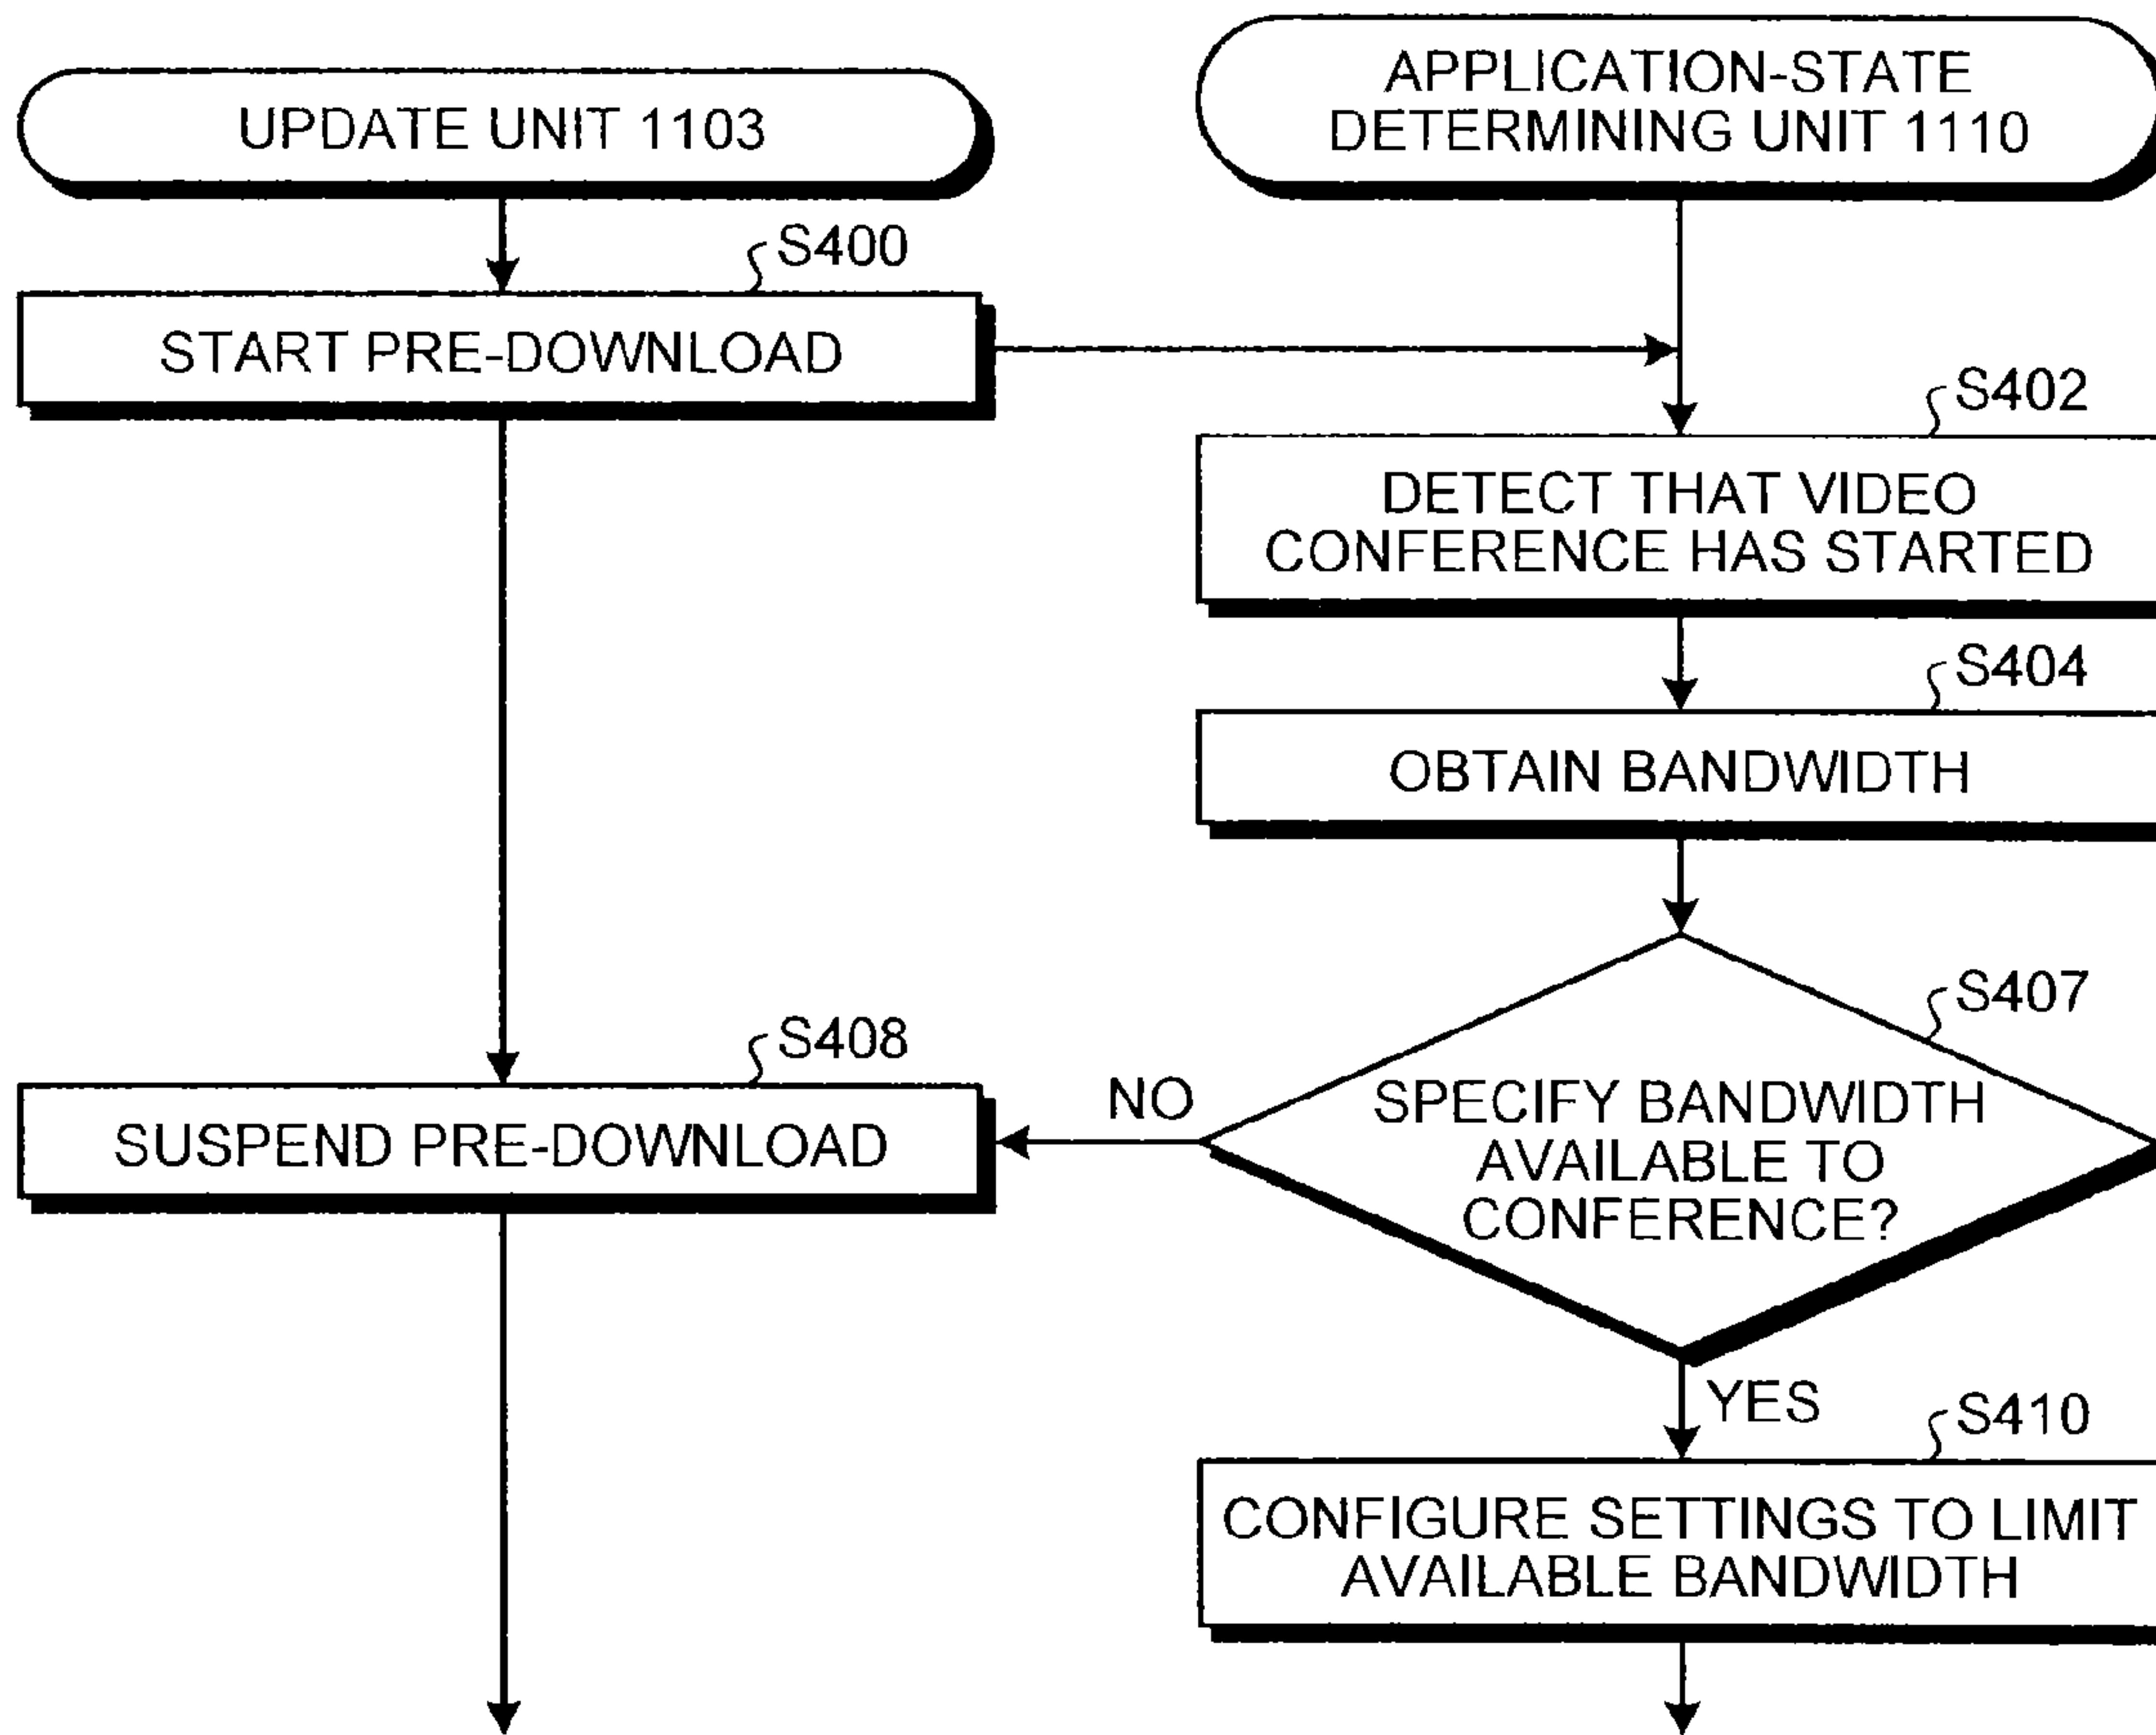 UPDATE UNIT 1103
APPLICATION-STATE
DETERMINING UNIT 1110
S400
START PRE-DOWNLOAD
S402
DETECT THAT VIDEO
CONFERENCE HAS STARTED
S404
OBTAIN BANDWIDTH
S407
SPECIFY BANDWIDTH
AVAILABLE TO
CONFERENCE?
NO
S408
SUSPEND PRE-DOWNLOAD
YES
S410
CONFIGURE SETTINGS TO LIMIT
AVAILABLE BANDWIDTH